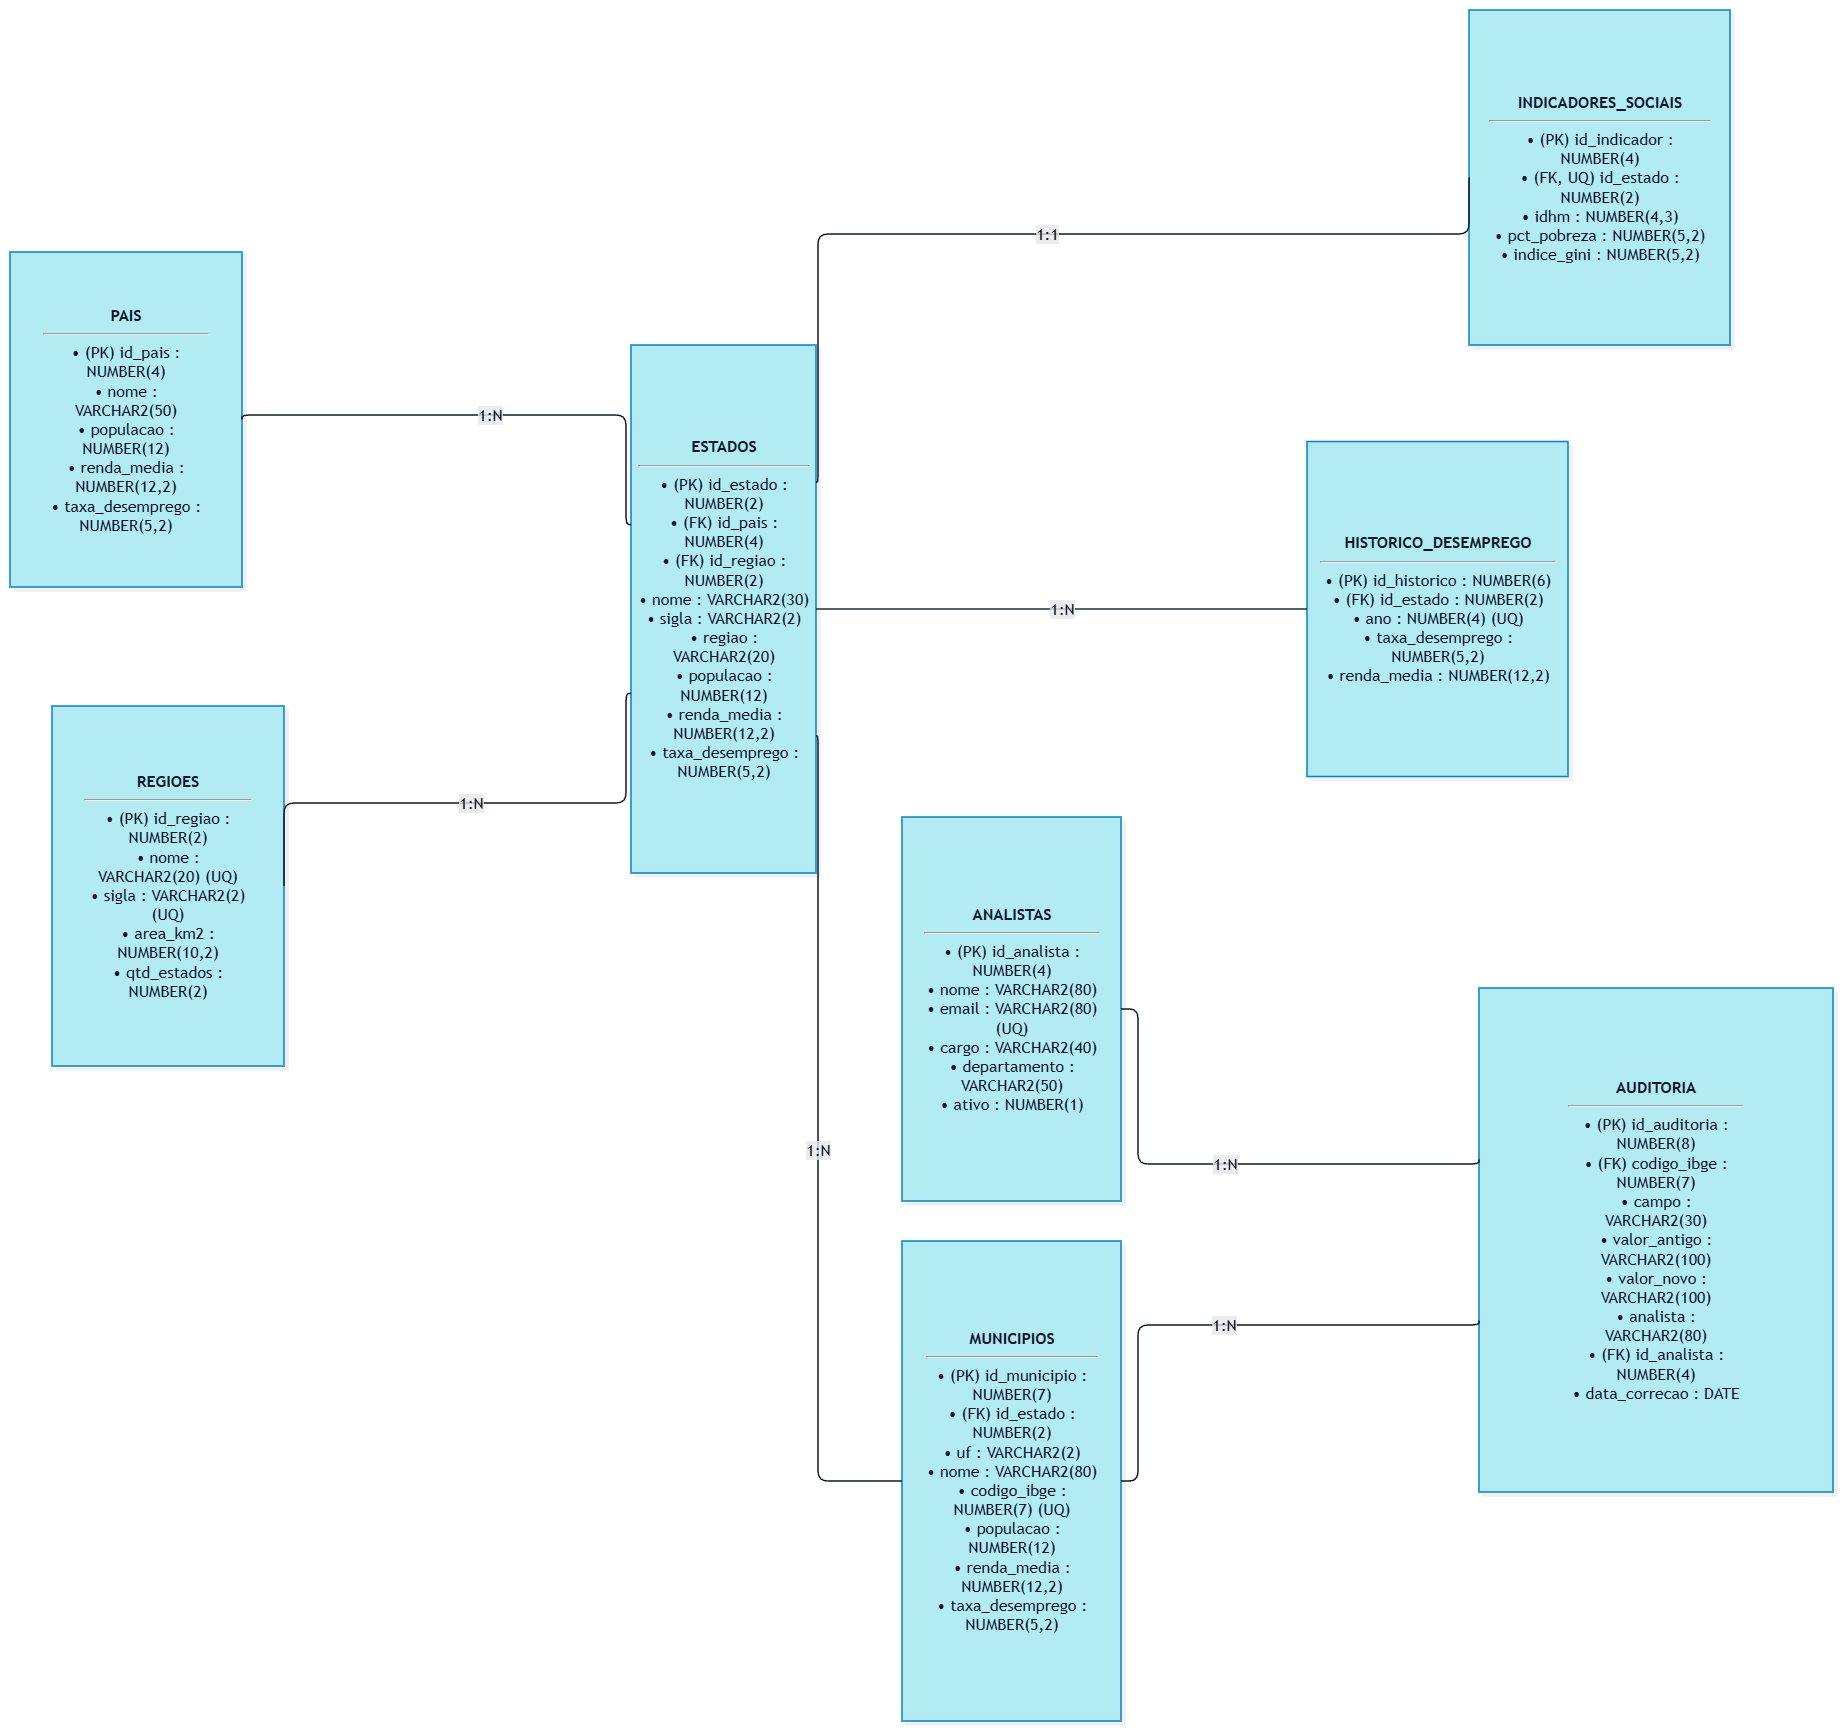 INDICADORES_SOCIAIS
• (PK) id_indicador :
NUMBER(4)
• (FK, UQ) id_estado :
NUMBER(2)
• idhm : NUMBER(4,3)
• pct_pobreza : NUMBER(5,2)
• indice_gini : NUMBER(5,2)
1:1
PAIS
• (PK) id_pais :
NUMBER(4)
• nome :
VARCHAR2(50)
• populacao :
NUMBER(12)
• renda_media :
NUMBER(12,2)
• taxa_desemprego :
NUMBER(5,2)
1:N
ESTADOS
• (PK) id_estado :
NUMBER(2)
• (FK) id_pais :
NUMBER(4)
• (FK) id_regiao :
NUMBER(2)
• nome : VARCHAR2(30)
• sigla : VARCHAR2(2)
• regiao :
VARCHAR2(20)
• populacao :
NUMBER(12)
• renda_media :
NUMBER(12,2)
• taxa_desemprego :
NUMBER(5,2)
1:N
HISTORICO_DESEMPREGO
• (PK) id_historico : NUMBER(6)
• (FK) id_estado : NUMBER(2)
• ano : NUMBER(4) (UQ)
• taxa_desemprego :
NUMBER(5,2)
• renda_media : NUMBER(12,2)
REGIOES
• (PK) id_regiao :
NUMBER(2)
• nome :
VARCHAR2(20) (UQ)
• sigla : VARCHAR2(2)
(UQ)
• area_km2 :
NUMBER(10,2)
• qtd_estados :
NUMBER(2)
1:N
ANALISTAS
• (PK) id_analista :
NUMBER(4)
• nome : VARCHAR2(80)
• email : VARCHAR2(80)
(UQ)
• cargo : VARCHAR2(40)
• departamento :
VARCHAR2(50)
• ativo : NUMBER(1)
1:N
1:N
AUDITORIA
• (PK) id_auditoria :
NUMBER(8)
• (FK) codigo_ibge :
NUMBER(7)
• campo :
VARCHAR2(30)
• valor_antigo :
VARCHAR2(100)
• valor_novo :
VARCHAR2(100)
• analista :
VARCHAR2(80)
• (FK) id_analista :
NUMBER(4)
• data_correcao : DATE
1:N
MUNICIPIOS
• (PK) id_municipio :
NUMBER(7)
• (FK) id_estado :
NUMBER(2)
• uf : VARCHAR2(2)
• nome : VARCHAR2(80)
• codigo_ibge :
NUMBER(7) (UQ)
• populacao :
NUMBER(12)
• renda_media :
NUMBER(12,2)
• taxa_desemprego :
NUMBER(5,2)